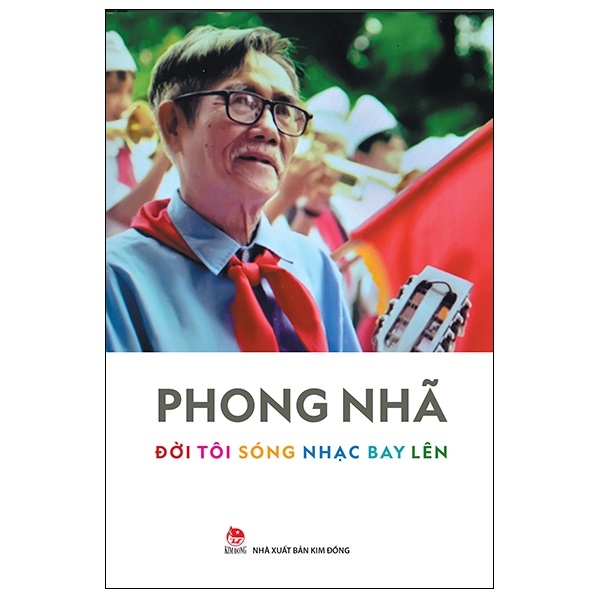 PHONG NHÃ
ĐỜI TÔI SÓNG NHẠC BAY LÊN
KIM ĐỒNG
NHÀ XUẤT BẢN KIM ĐỒNG